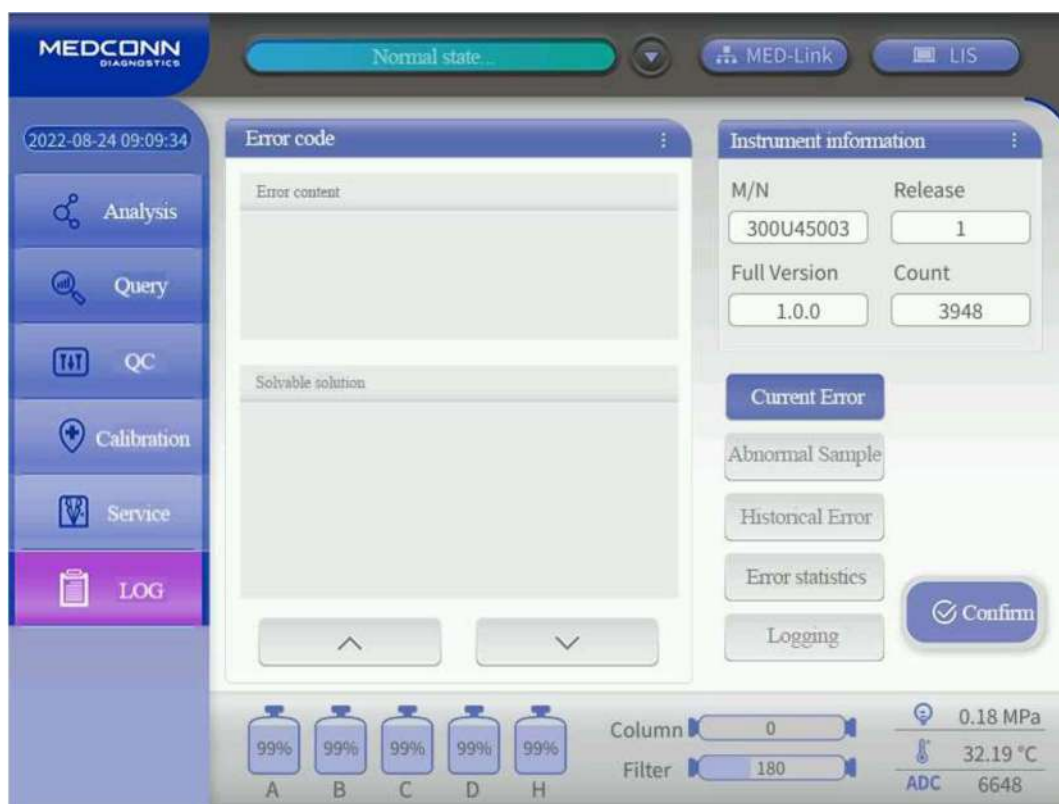 MEDCONN
DIAGNOSTICS
Normal state...
MED-Link
LIS
2022-08-24 09:09:34
Analysis
Query
QC
Calibration
Service
LOG
Error code
Error content
Solvable solution
Instrument information
M/N
Release
300U45003
1
Full Version
Count
1.0.0
3948
Current Error
Abnormal Sample
Historical Error
Error statistics
Logging
Confirm
99%
99%
99%
99%
99%
A
B
C
D
H
Column
0
Filter
180
0.18 MPa
32.19 °C
ADC
6648